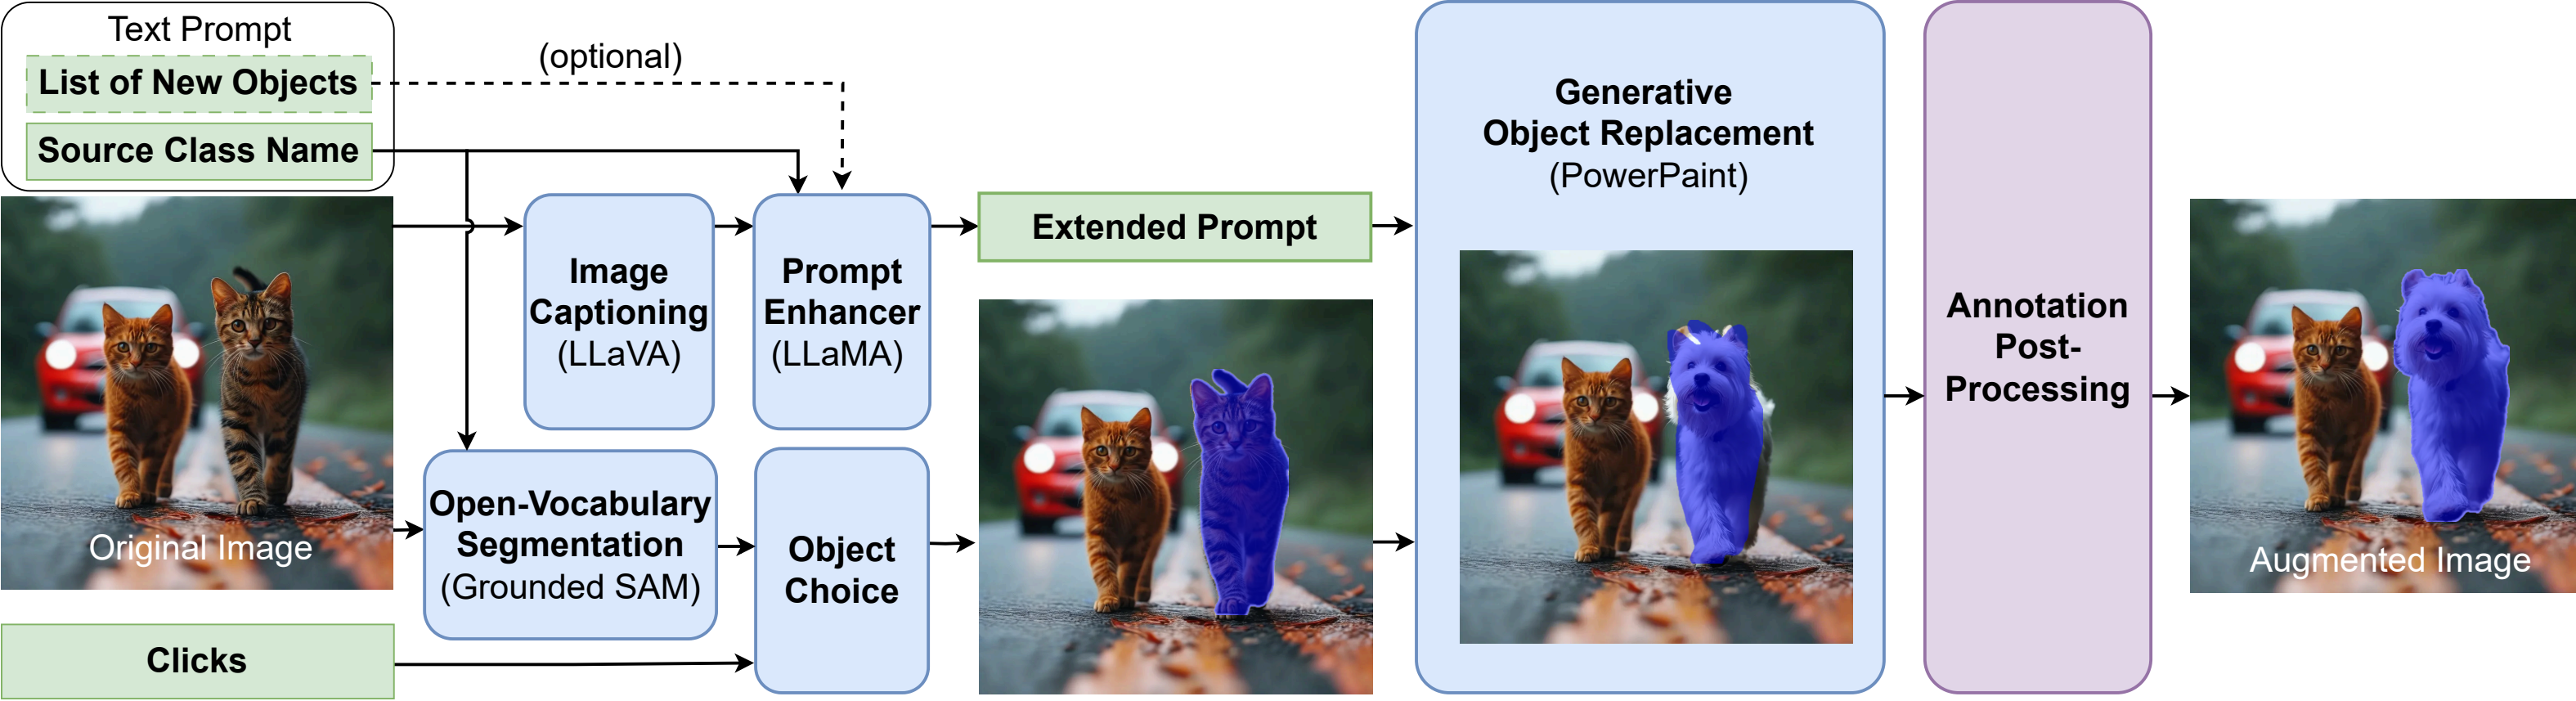 Text Prompt
List of New Objects
Source Class Name
(optional)
Original Image
Clicks
Image
Captioning
(LLaVA)
Prompt
Enhancer
(LLaMA)
Open-Vocabulary
Segmentation
(Grounded SAM)
Object
Choice
Extended Prompt
Generative
Object Replacement
(PowerPaint)
Annotation
Post-
Processing
Augmented Image